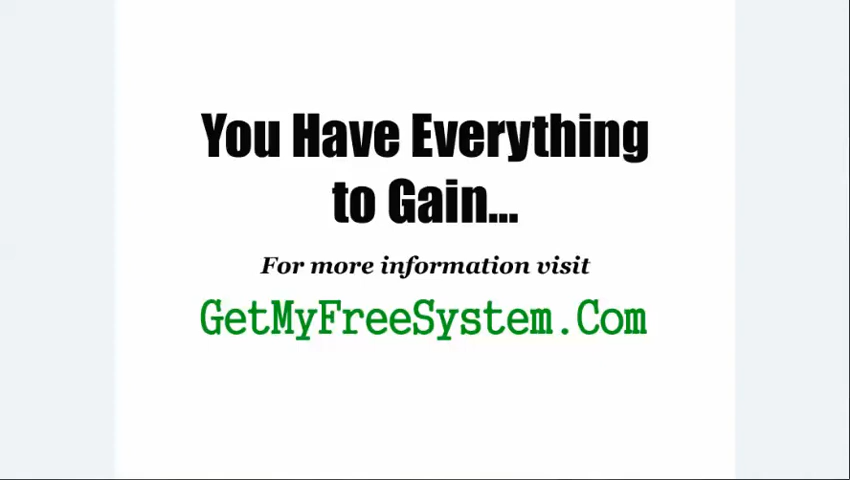 You Have Everything
to Gain...
For more information visit
GetMyFreeSystem.Com